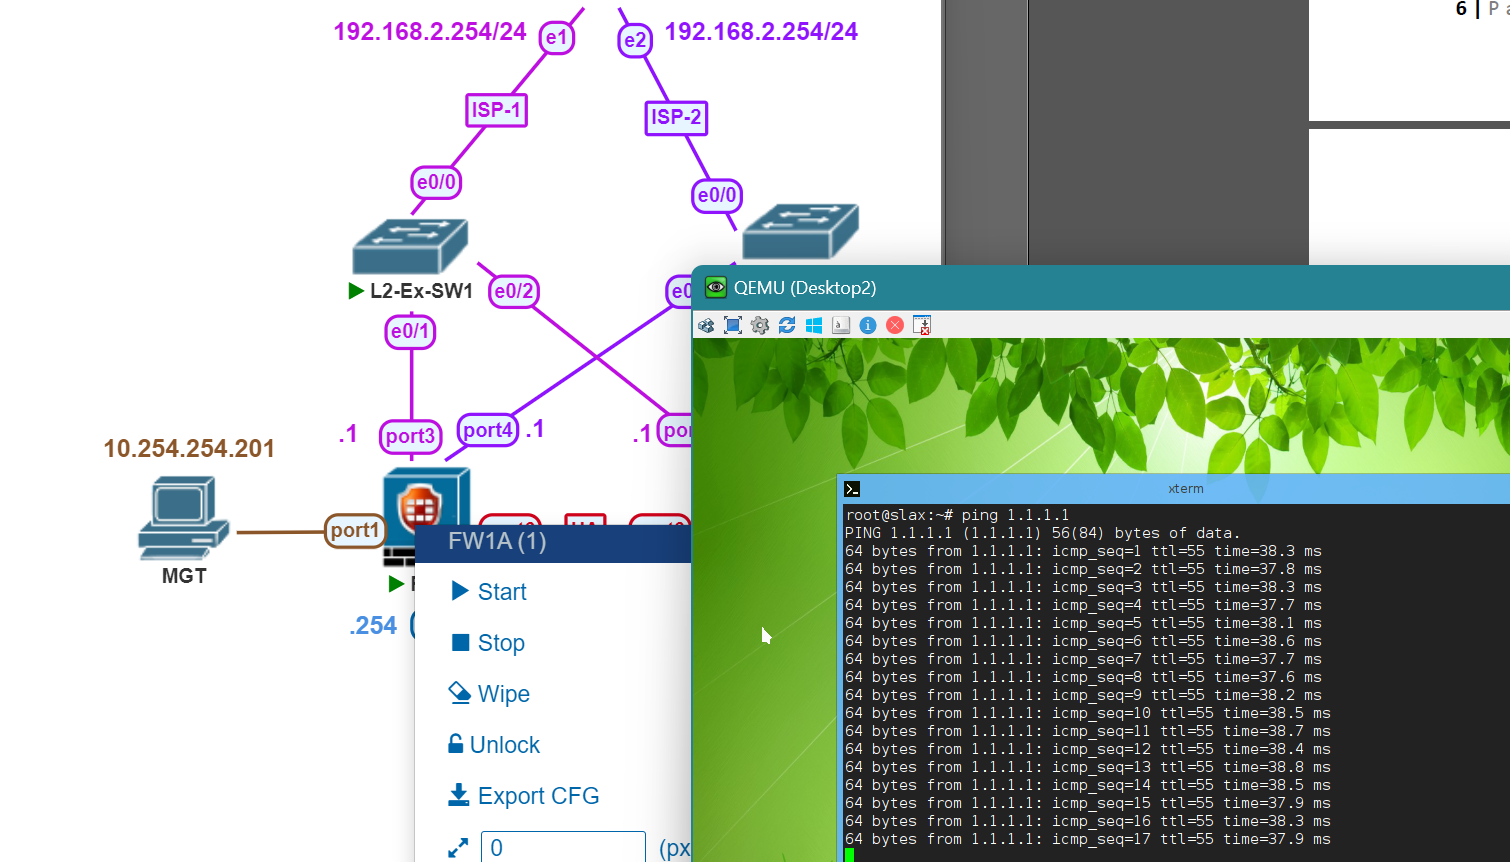 6 | P a
192.168.2.254/24
e1
e2
192.168.2.254/24
ISP-1
ISP-2
e0/0
e0/0
L2-Ex-SW1
e0/2
e0/1
QEMU (Desktop2)
10.254.254.201
.1
port3
port4
.1
.1
port1
MGT
.254
HA
FW1A (1)
Start
Stop
Wipe
Unlock
Export CFG
0
(px
xterm
root@slax:~# ping 1.1.1.1
PING 1.1.1.1 (1.1.1.1) 56(84) bytes of data.
64 bytes from 1.1.1.1: icmp_seq=1 ttl=55 time=38.3 ms
64 bytes from 1.1.1.1: icmp_seq=2 ttl=55 time=37.8 ms
64 bytes from 1.1.1.1: icmp_seq=3 ttl=55 time=38.3 ms
64 bytes from 1.1.1.1: icmp_seq=4 ttl=55 time=37.7 ms
64 bytes from 1.1.1.1: icmp_seq=5 ttl=55 time=38.1 ms
64 bytes from 1.1.1.1: icmp_seq=6 ttl=55 time=38.6 ms
64 bytes from 1.1.1.1: icmp_seq=7 ttl=55 time=37.7 ms
64 bytes from 1.1.1.1: icmp_seq=8 ttl=55 time=37.6 ms
64 bytes from 1.1.1.1: icmp_seq=9 ttl=55 time=38.2 ms
64 bytes from 1.1.1.1: icmp_seq=10 ttl=55 time=38.5 ms
64 bytes from 1.1.1.1: icmp_seq=11 ttl=55 time=38.7 ms
64 bytes from 1.1.1.1: icmp_seq=12 ttl=55 time=38.4 ms
64 bytes from 1.1.1.1: icmp_seq=13 ttl=55 time=38.8 ms
64 bytes from 1.1.1.1: icmp_seq=14 ttl=55 time=38.5 ms
64 bytes from 1.1.1.1: icmp_seq=15 ttl=55 time=37.9 ms
64 bytes from 1.1.1.1: icmp_seq=16 ttl=55 time=38.3 ms
64 bytes from 1.1.1.1: icmp_seq=17 ttl=55 time=37.9 ms